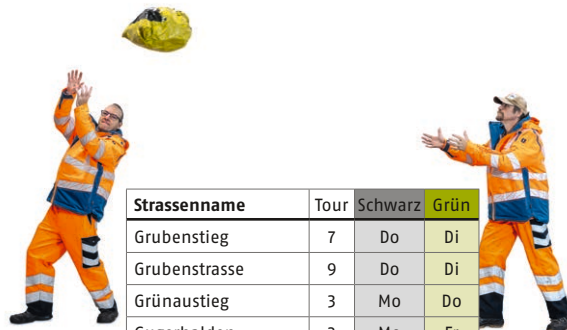 Strassenname Tour Schwarz Grün
Grubenstieg 7 Do Di
Grubenstrasse 9 Do Di
Grünaustieg 3 Mo Do